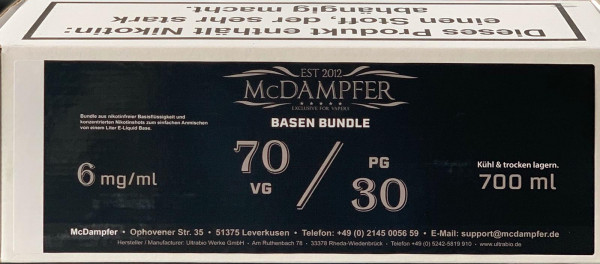 Dieses Produkt enthält Nikotin:
einen Stoff, der sehr stark
abhängig macht.
EST 2012
McDAMPFER
EXCLUSIVE FOR VAPERS
BASEN BUNDLE
Bundle aus nikotinfreier Basisflüssigkeit und
konzentrierten Nikotinshots zum einfachen Anmischen
von einem Liter E-Liquid Base.
6 mg/ml
70
VG
/
PG
30
Kühl & trocken lagern.
700 ml
McDampfer • Ophovener Str. 35 • 51375 Leverkusen • Telefon: +49 (0) 2145 0056 59 • E-Mail: support@mcdampfer.de
Hersteller / Manufacturer: Ultrabio Werke GmbH - Am Ruthenbach 78 - 33378 Rheda-Wiedenbrück - Telefon +49 (0) 5242-5819 910 - www.ultrabio.de